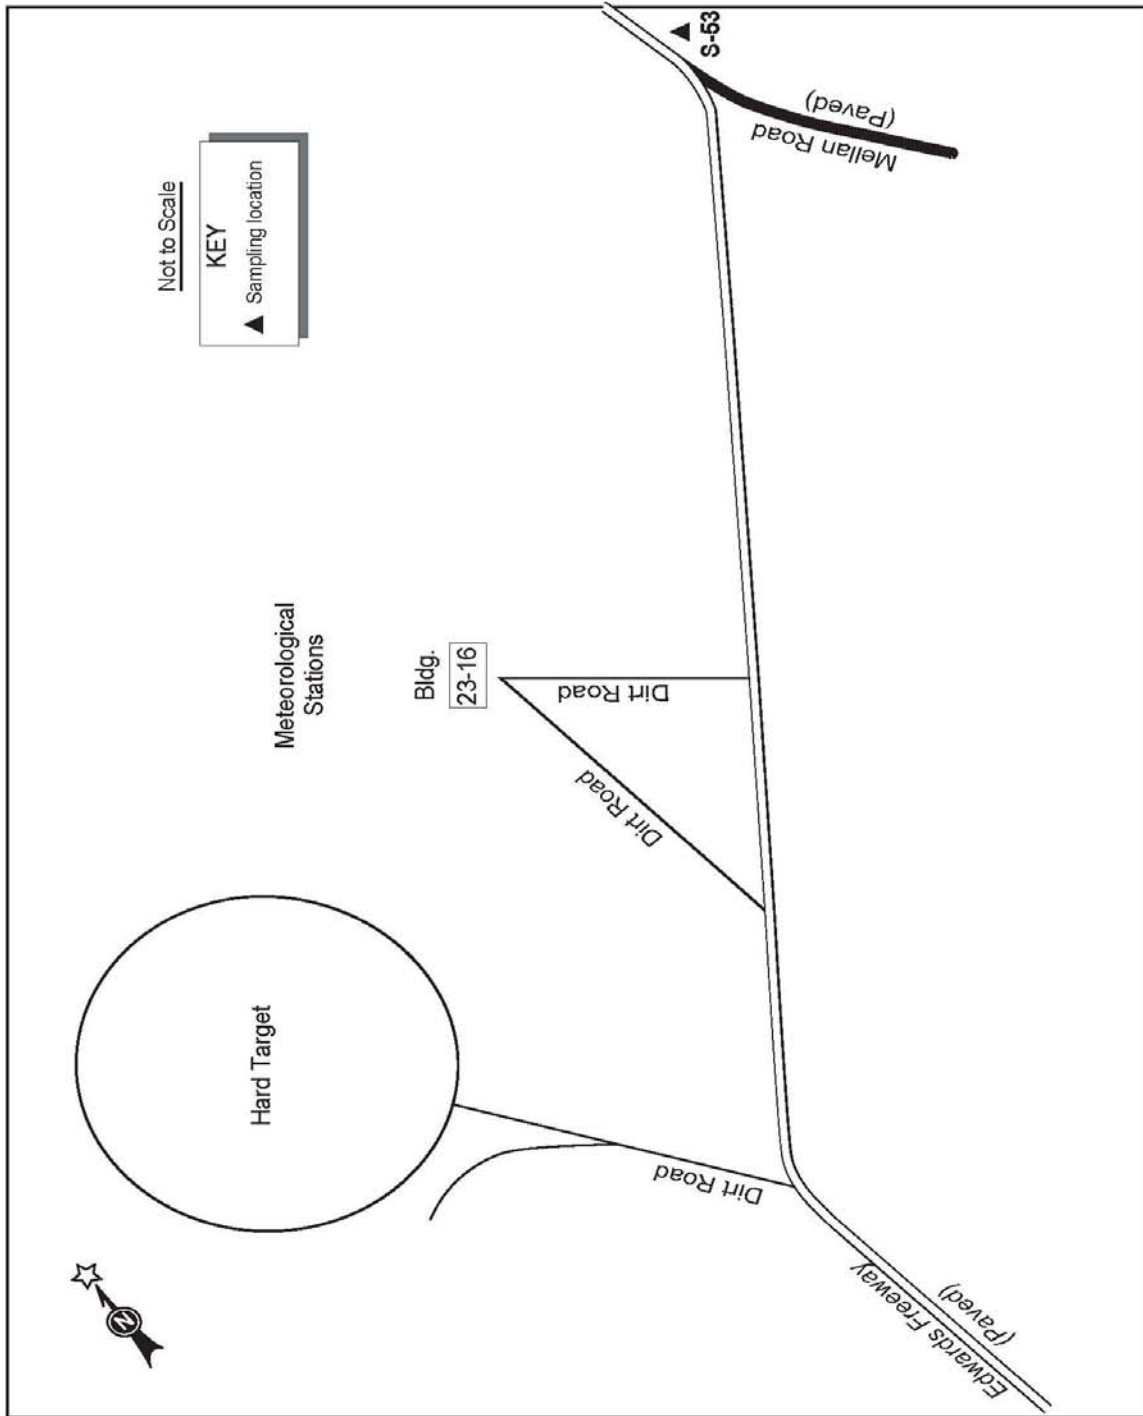 Not to Scale
KEY
Sampling location
S-53
Mellan Road
(Paved)
Meteorological
Stations
Bldg.
23-16
Dirt Road
Dirt Road
Hard Target
Dirt Road
N
Edwards Freeway
(Paved)